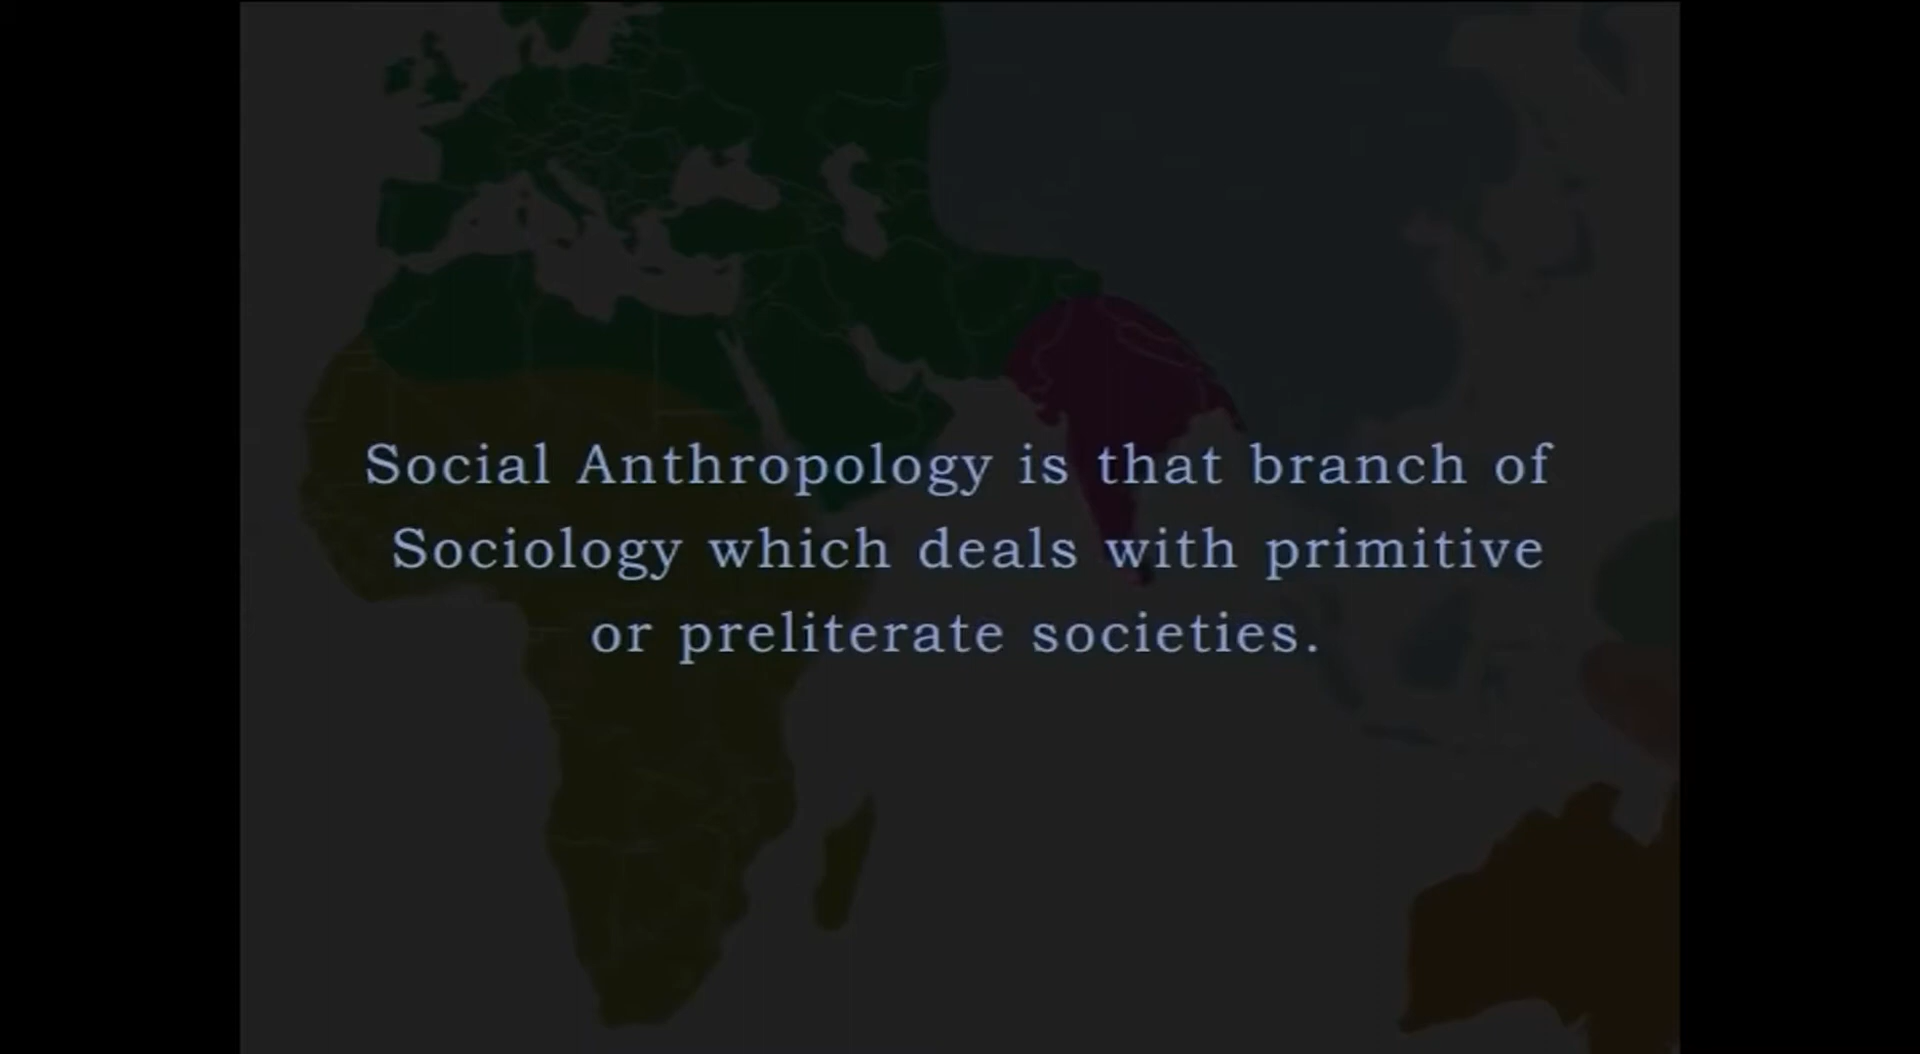 Social Anthropology is that branch of
Sociology which deals with primitive
or preliterate societies.